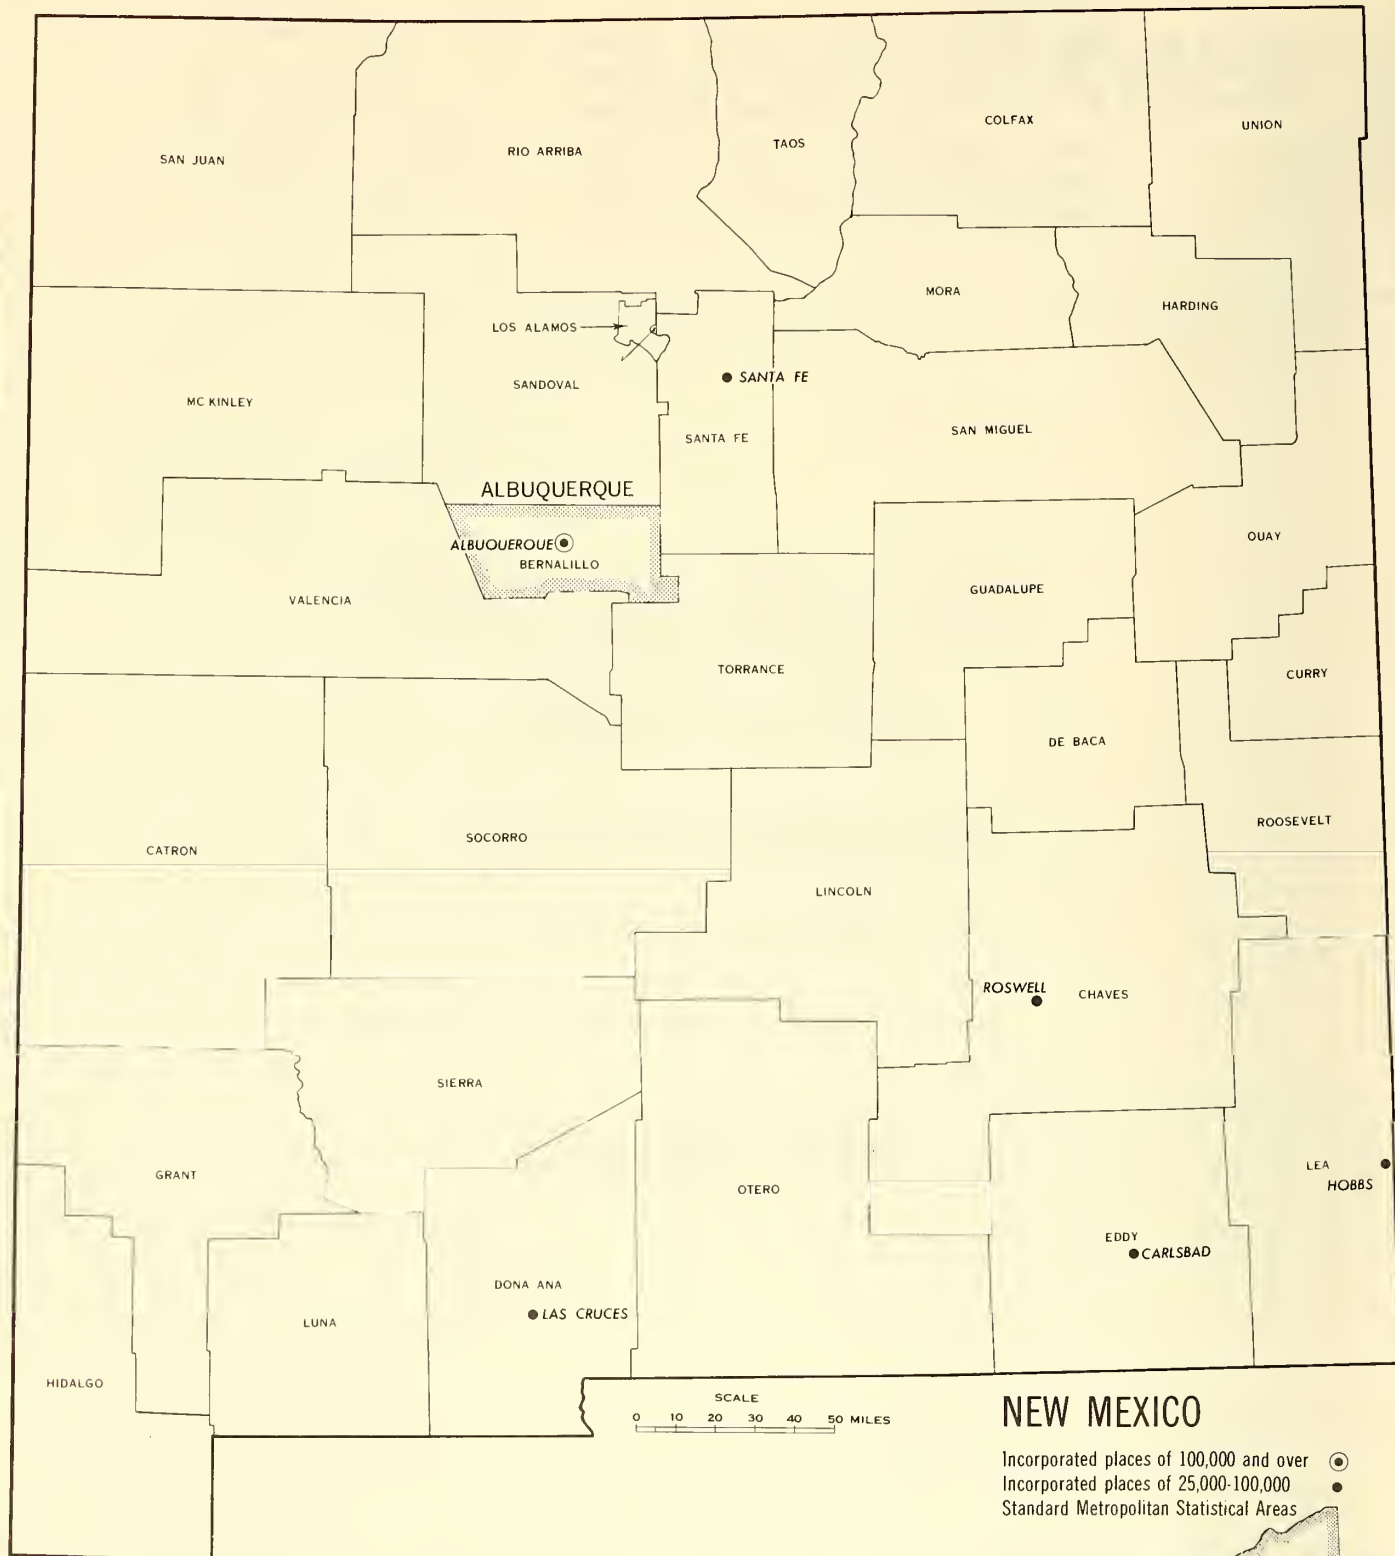 SAN JUAN
RIO ARRIBA
TAOS
COLFAX
UNION
MORA
HARDING
LOS ALAMOS
SANDOVAL
SANTA FE
MC KINLEY
SANTA FE
SAN MIGUEL
ALBUQUERQUE
ALBUQUERQUE
BERNALILLO
VALENCIA
QUAY
GUADALUPE
TORRANCE
CURRY
DE BACA
CATRON
SOCORRO
ROOSEVELT
LINCOLN
ROSWELL
CHAVES
SIERRA
GRANT
OTERO
LEA
HOBBS
EDDY
CARLSBAD
DONA ANA
LAS CRUCES
LUNA
HIDALGO
SCALE
0 10 20 30 40 50 MILES
NEW MEXICO
Incorporated places of 100,000 and over
Incorporated places of 25,000-100,000
Standard Metropolitan Statistical Areas